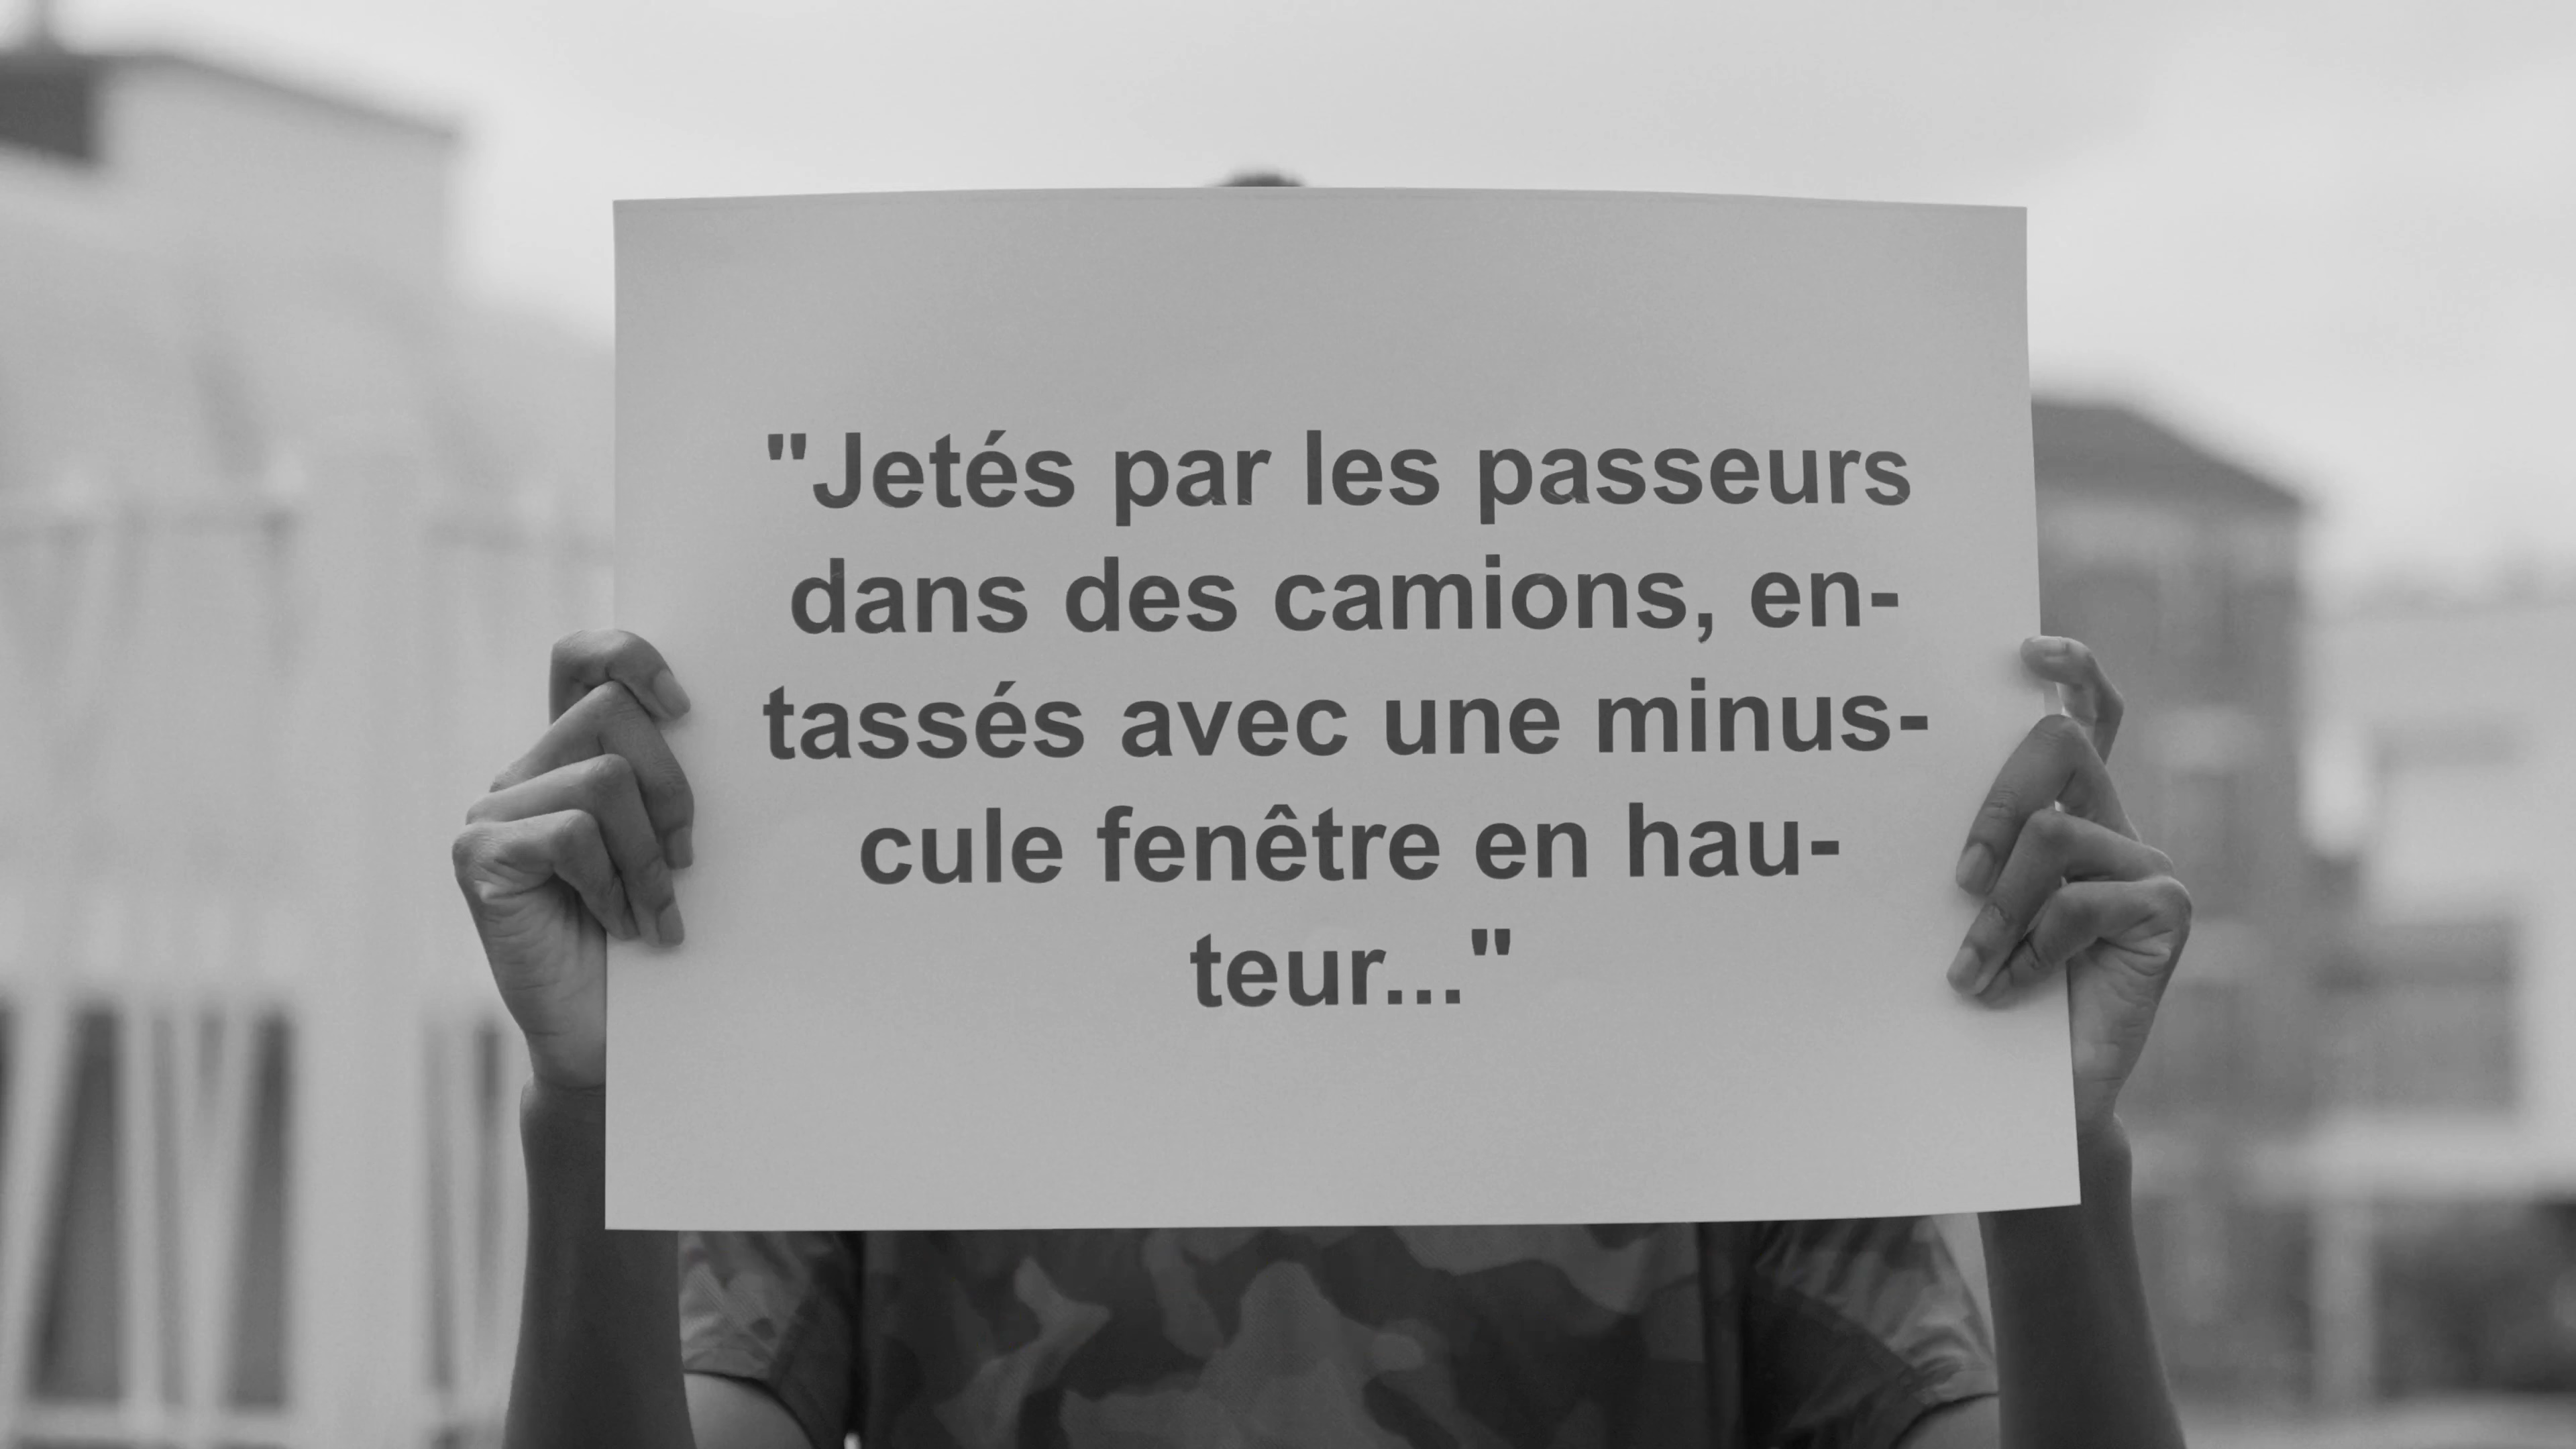 "Jetés par les passeurs
dans des camions, en-
tassés avec une minus-
cule fenêtre en hau-
teur..."